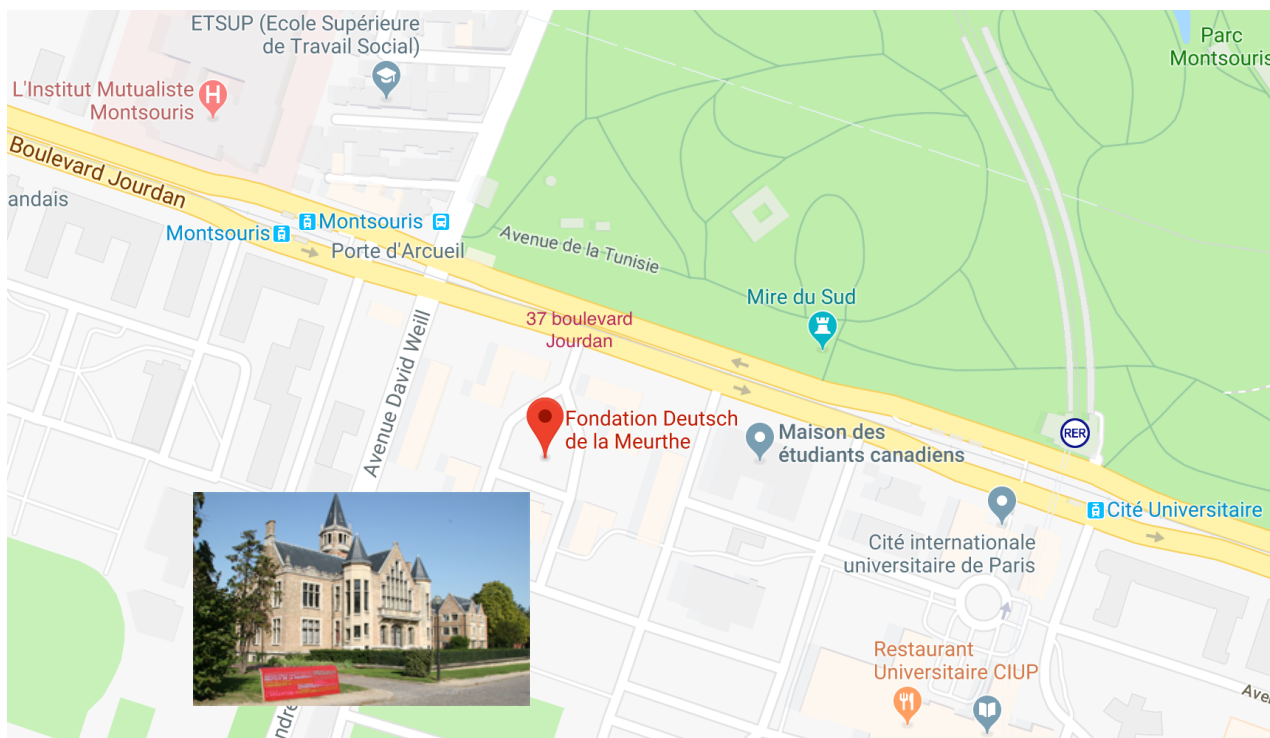 ETSUP (Ecole Supérieure
de Travail Social)
Parc
Montsouris
L'Institut Mutualiste
Montsouris
H
Boulevard Jourdan
andais
Montsouris
Montsouris
Porte d'Arcueil
Avenue de la Tunisie
Mire du Sud
37 boulevard
Jourdan
Avenue David Weill
Fondation Deutsch
de la Meurthe
Maison des
étudiants canadiens
RER
Cité Universitaire
Cité internationale
universitaire de Paris
Restaurant
Universitaire CIUP
Ave
ndre